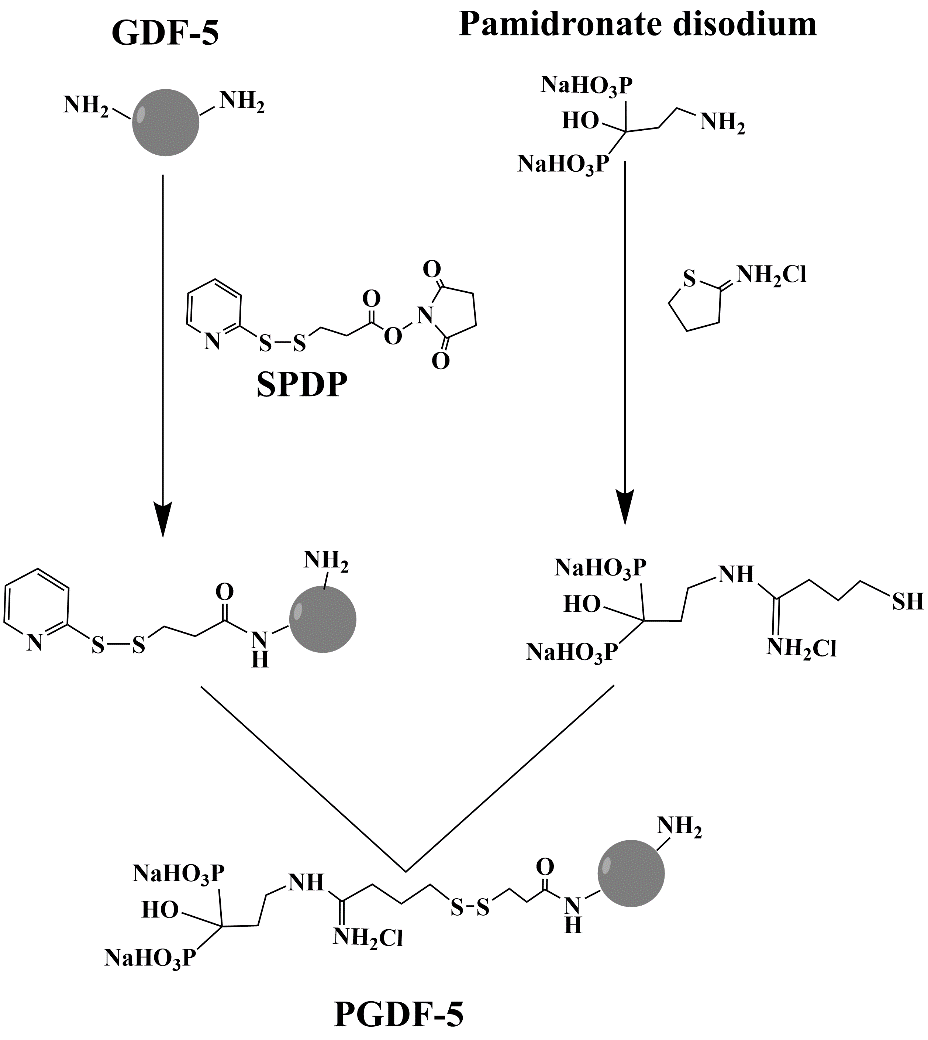 GDF-5
Pamidronate disodium
NH2
NH2
NaHO3P
HO
NH2
NaHO3P
N
S–S
O
O
N
O
O
SPDP
S
NH2Cl
NH2
O
N
S–S
N
H
NaHO3P
NH
HO
SH
NaHO3P
NH2Cl
NH2
NaHO3P
NH
O
HO
S-S
N
H
NH2Cl
NaHO3P
PGDF-5